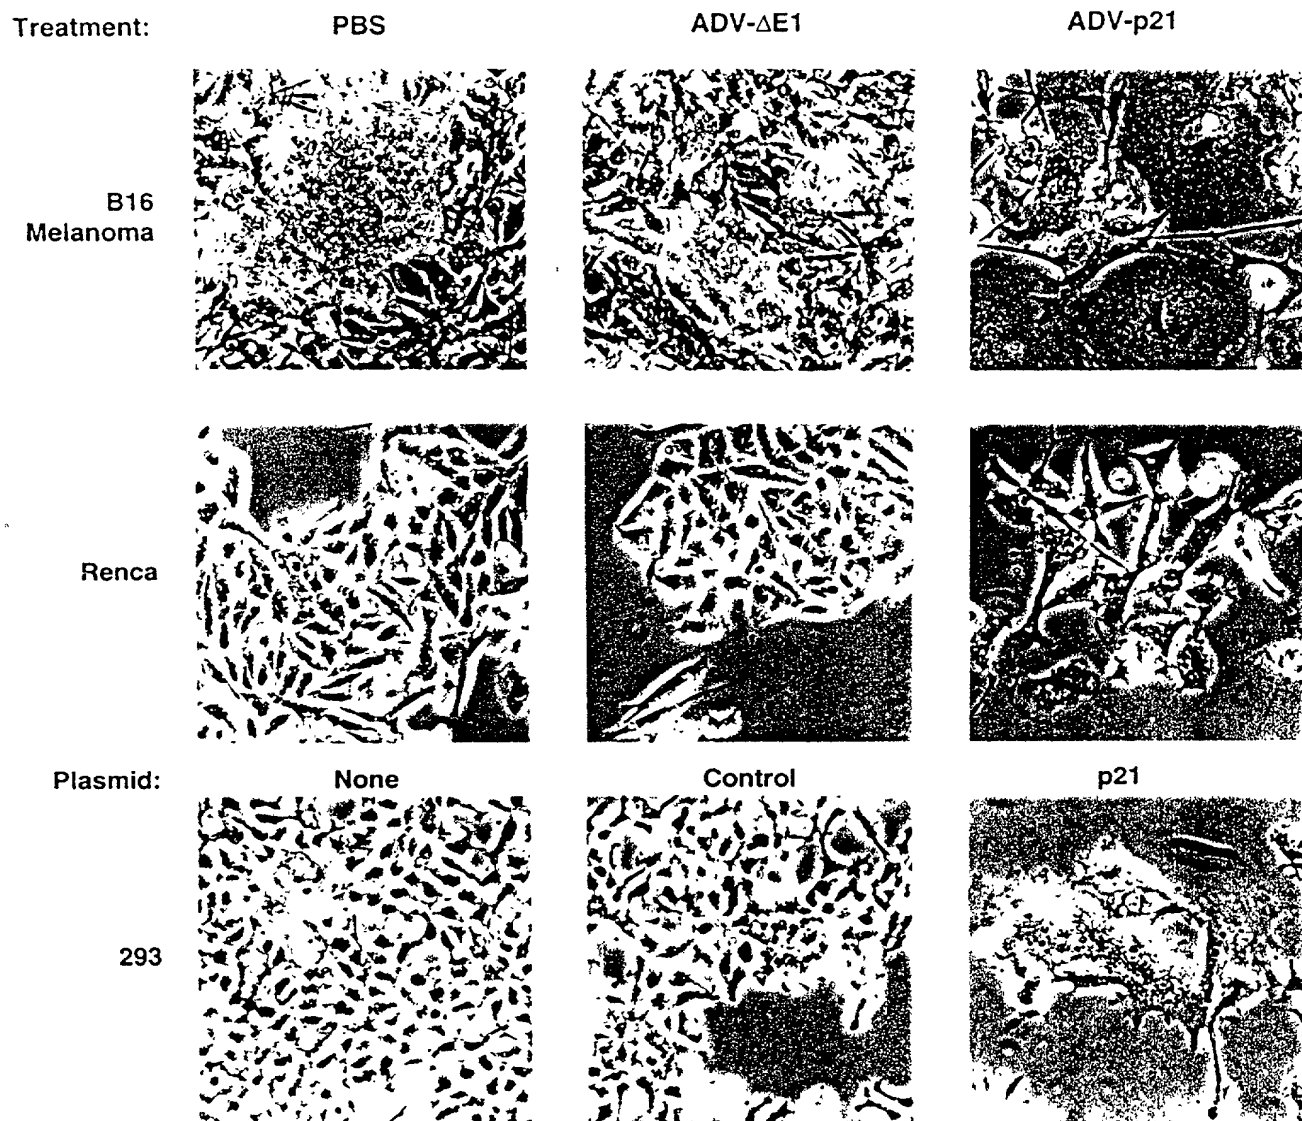 Treatment: PBS ADV-ΔE1 ADV-p21
B16
Melanoma
Renca
Plasmid: None Control p21
293